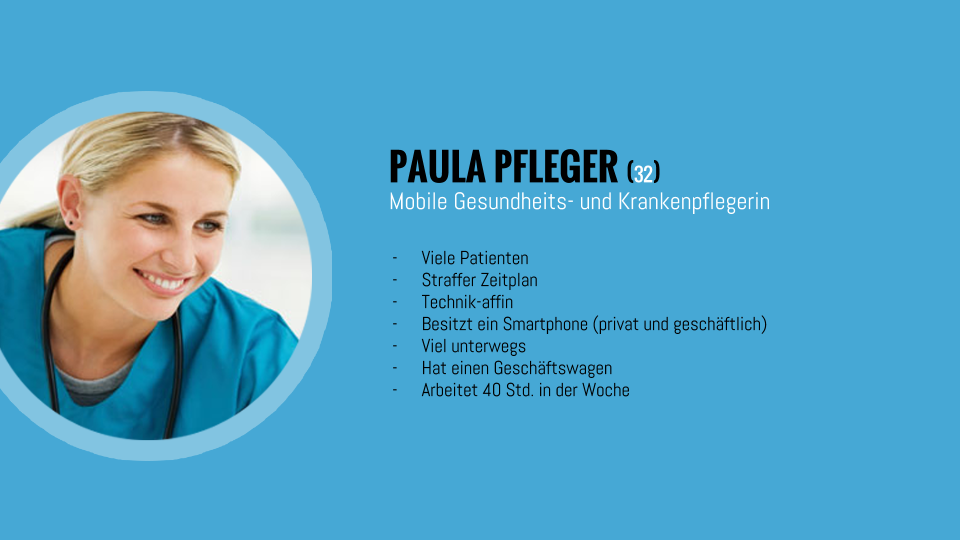 PAULA PFLEGER (32)
Mobile Gesundheits- und Krankenpflegerin
- Viele Patienten
- Straffer Zeitplan
- Technik-affin
- Besitzt ein Smartphone (privat und geschäftlich)
- Viel unterwegs
- Hat einen Geschäftswagen
- Arbeitet 40 Std. in der Woche